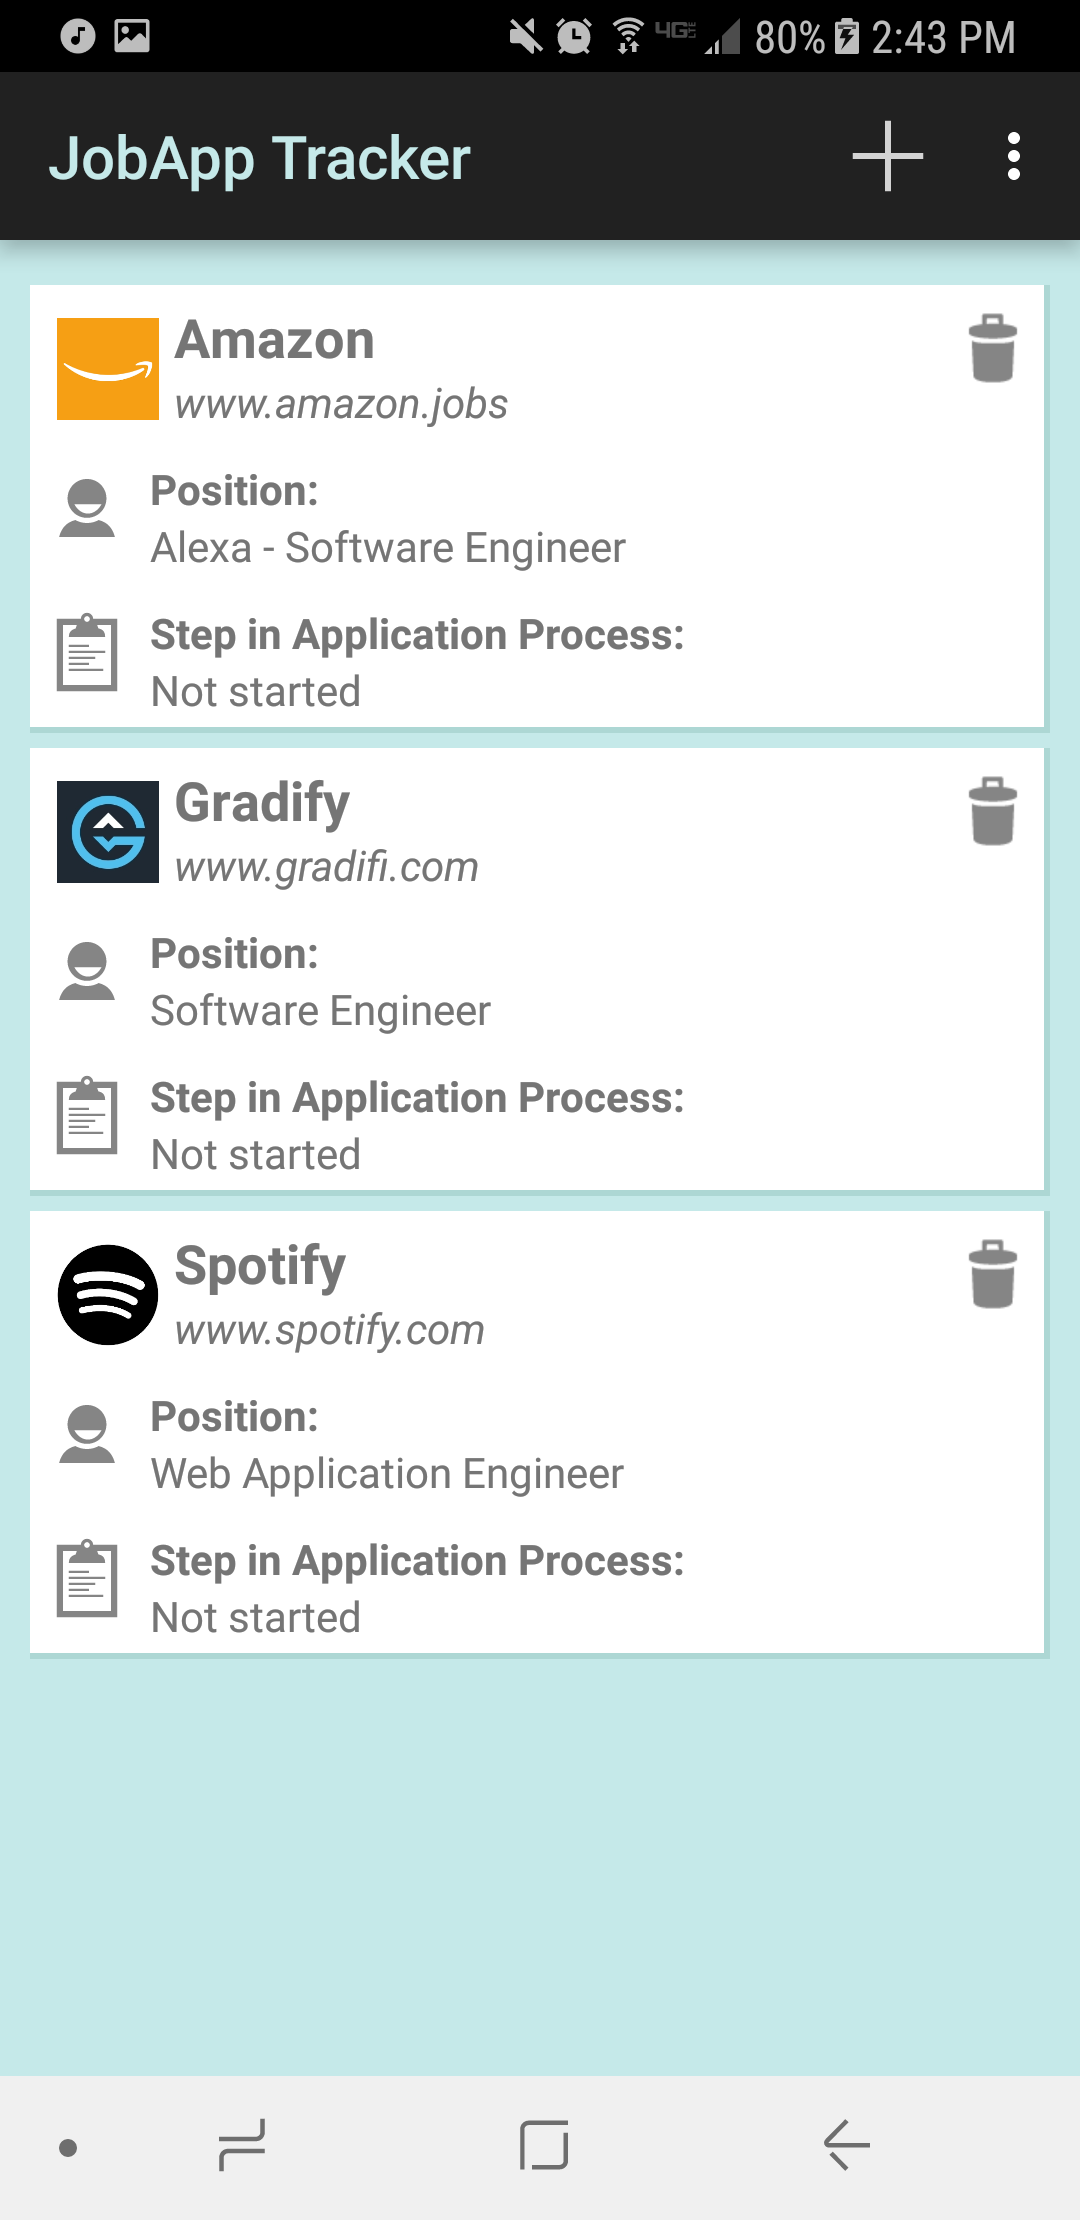 4GLTE 80% 2:43 PM
JobApp Tracker
Amazon
www.amazon.jobs
Position:
Alexa - Software Engineer
Step in Application Process:
Not started
Gradify
www.gradifi.com
Position:
Software Engineer
Step in Application Process:
Not started
Spotify
www.spotify.com
Position:
Web Application Engineer
Step in Application Process:
Not started